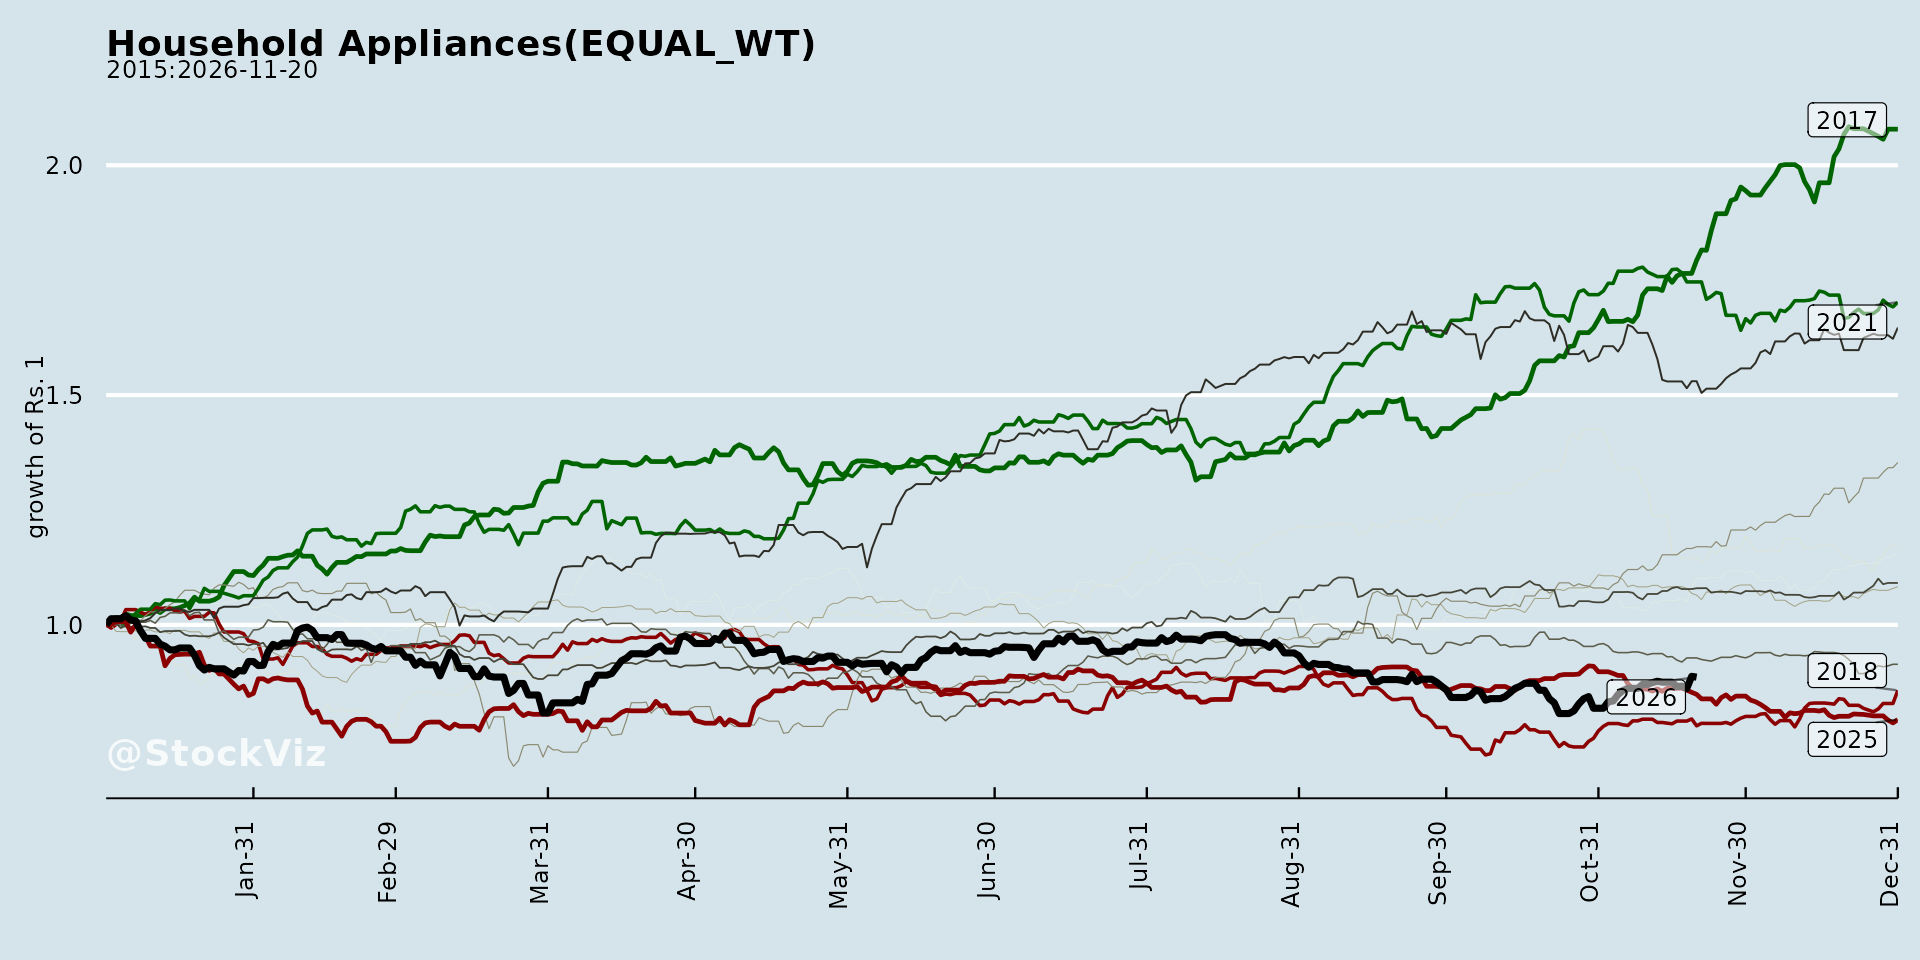 Household Appliances(EQUAL_WT)
2015:2026-11-20
growth of Rs. 1
2.0
1.5
1.0
2017
2021
2018
2026
2025
@StockViz
Jan-31
Feb-29
Mar-31
Apr-30
May-31
Jun-30
Jul-31
Aug-31
Sep-30
Oct-31
Nov-30
Dec-31